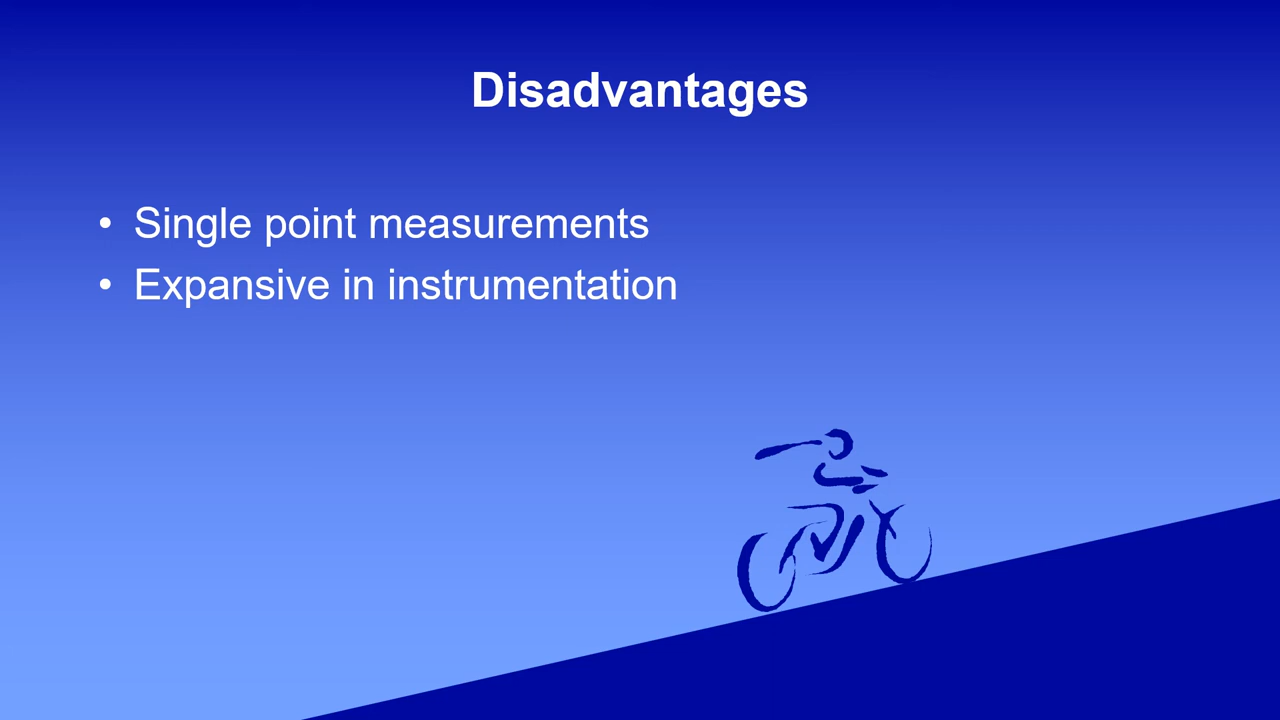 Disadvantages
• Single point measurements
• Expansive in instrumentation